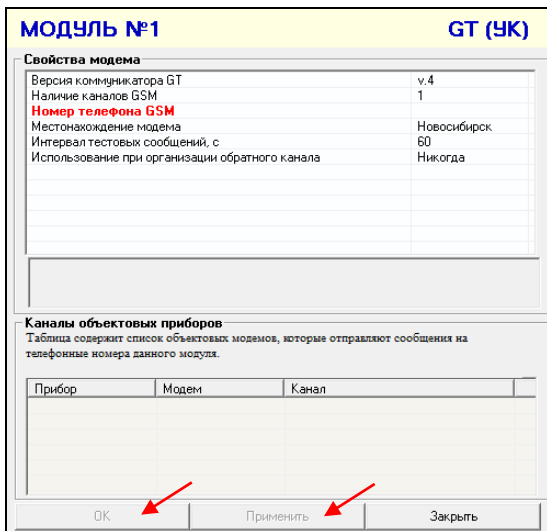 МОДУЛЬ №1 GT (УК)
Свойства модема
Версия коммуникатора GT v.4
Наличие каналов GSM 1
Номер телефона GSM
Местонахождение модема Новосибирск
Интервал тестовых сообщений, с 60
Использование при организации обратного канала Никогда
Каналы объектовых приборов
Таблица содержит список объектовых модемов, которые отправляют сообщения на
телефонные номера данного модуля.
Прибор Модем Канал
OK Применить Закрыть